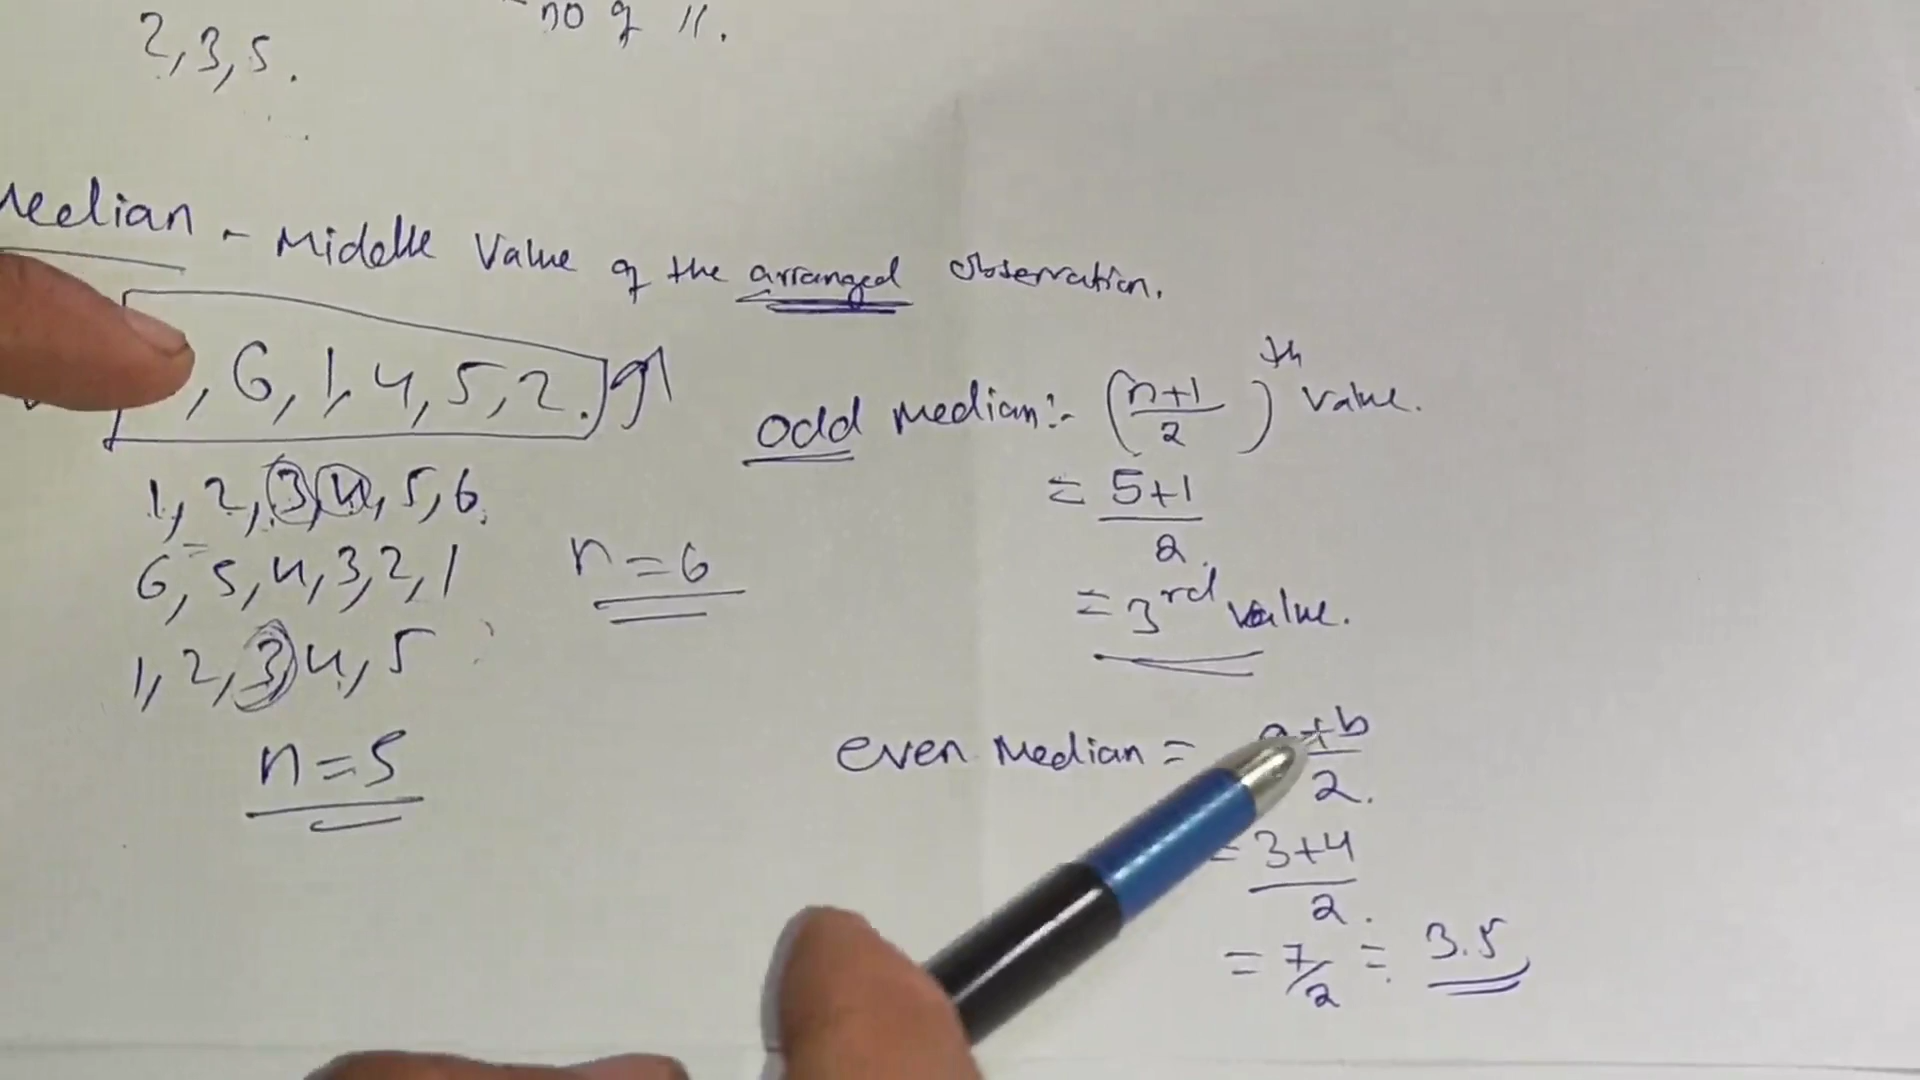 2,3,5.
no of 11.
Median - Middle Value of the arranged observation.
, 6, 1, 4, 5, 2.
1, 2, 3, 4, 5, 6.
6, 5, 4, 3, 2, 1
n=6
1, 2, 3, 4, 5
n=5
odd Median:- (n+1/2)th value.
= 5+1/2.
= 3rd value.
even Median = a+b/2.
= 3+4/2.
= 7/2 = 3.5